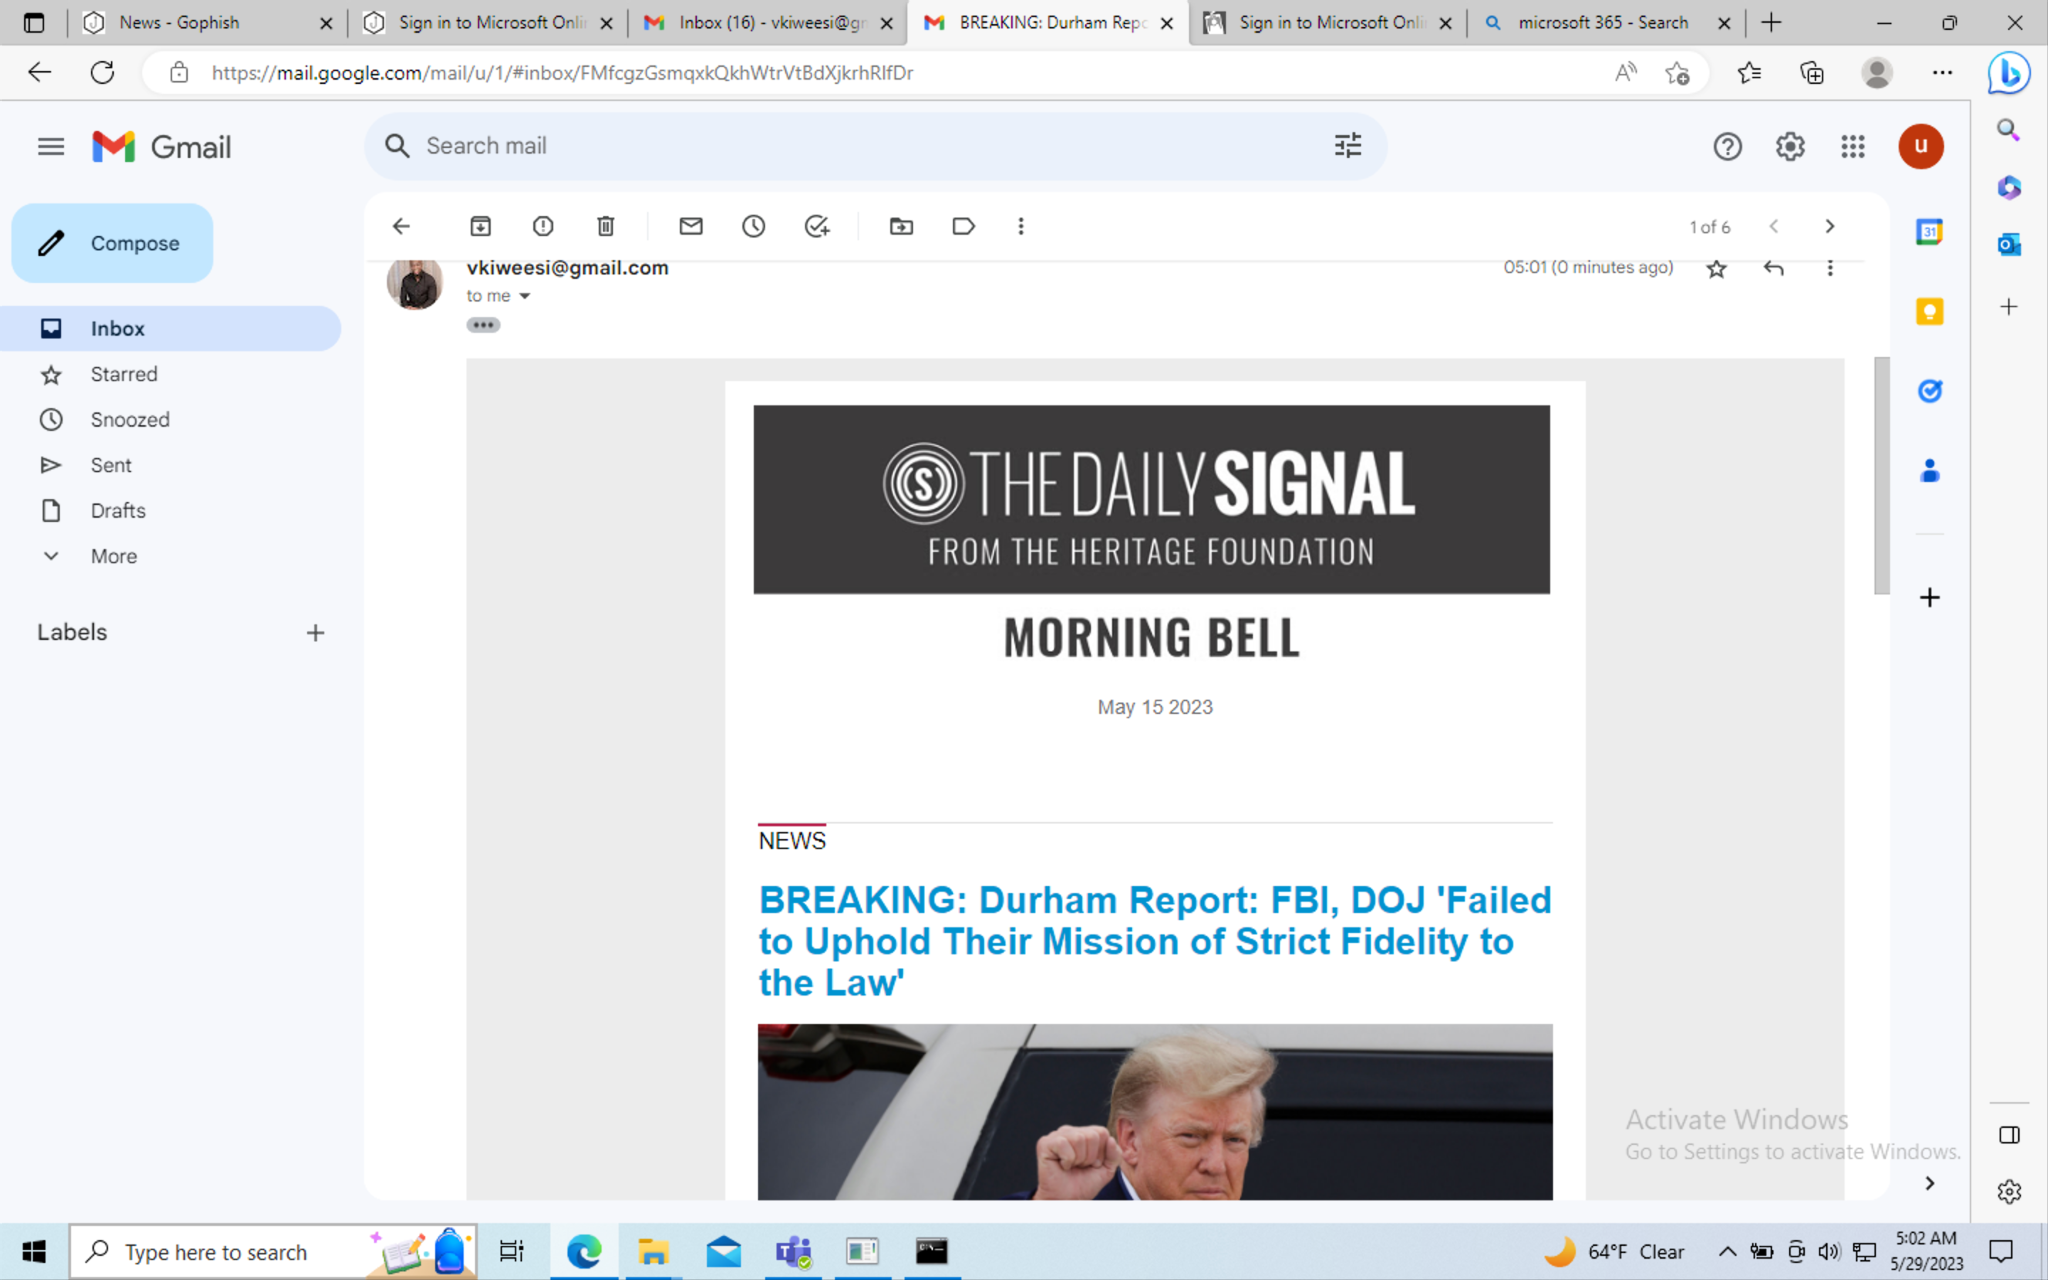 News - Gophish
Sign in to Microsoft Onli
Inbox (16) - vkiweesi@gm
BREAKING: Durham Repo
Sign in to Microsoft Onli
microsoft 365 - Search
https://mail.google.com/mail/u/1/#inbox/FMfcgzGsmqxkQkhWtrVtBdXjkrhRlfDr
Gmail
Search mail
u
Compose
1 of 6
Inbox
Starred
Snoozed
Sent
Drafts
More
Labels
vkiweesi@gmail.com
05:01 (0 minutes ago)
to me
31
THE DAILY SIGNAL
FROM THE HERITAGE FOUNDATION
MORNING BELL
May 15 2023
NEWS
BREAKING: Durham Report: FBI, DOJ 'Failed
to Uphold Their Mission of Strict Fidelity to
the Law'
Activate Windows
Go to Settings to activate Windows.
Type here to search
64°F Clear
5:02 AM
5/29/2023